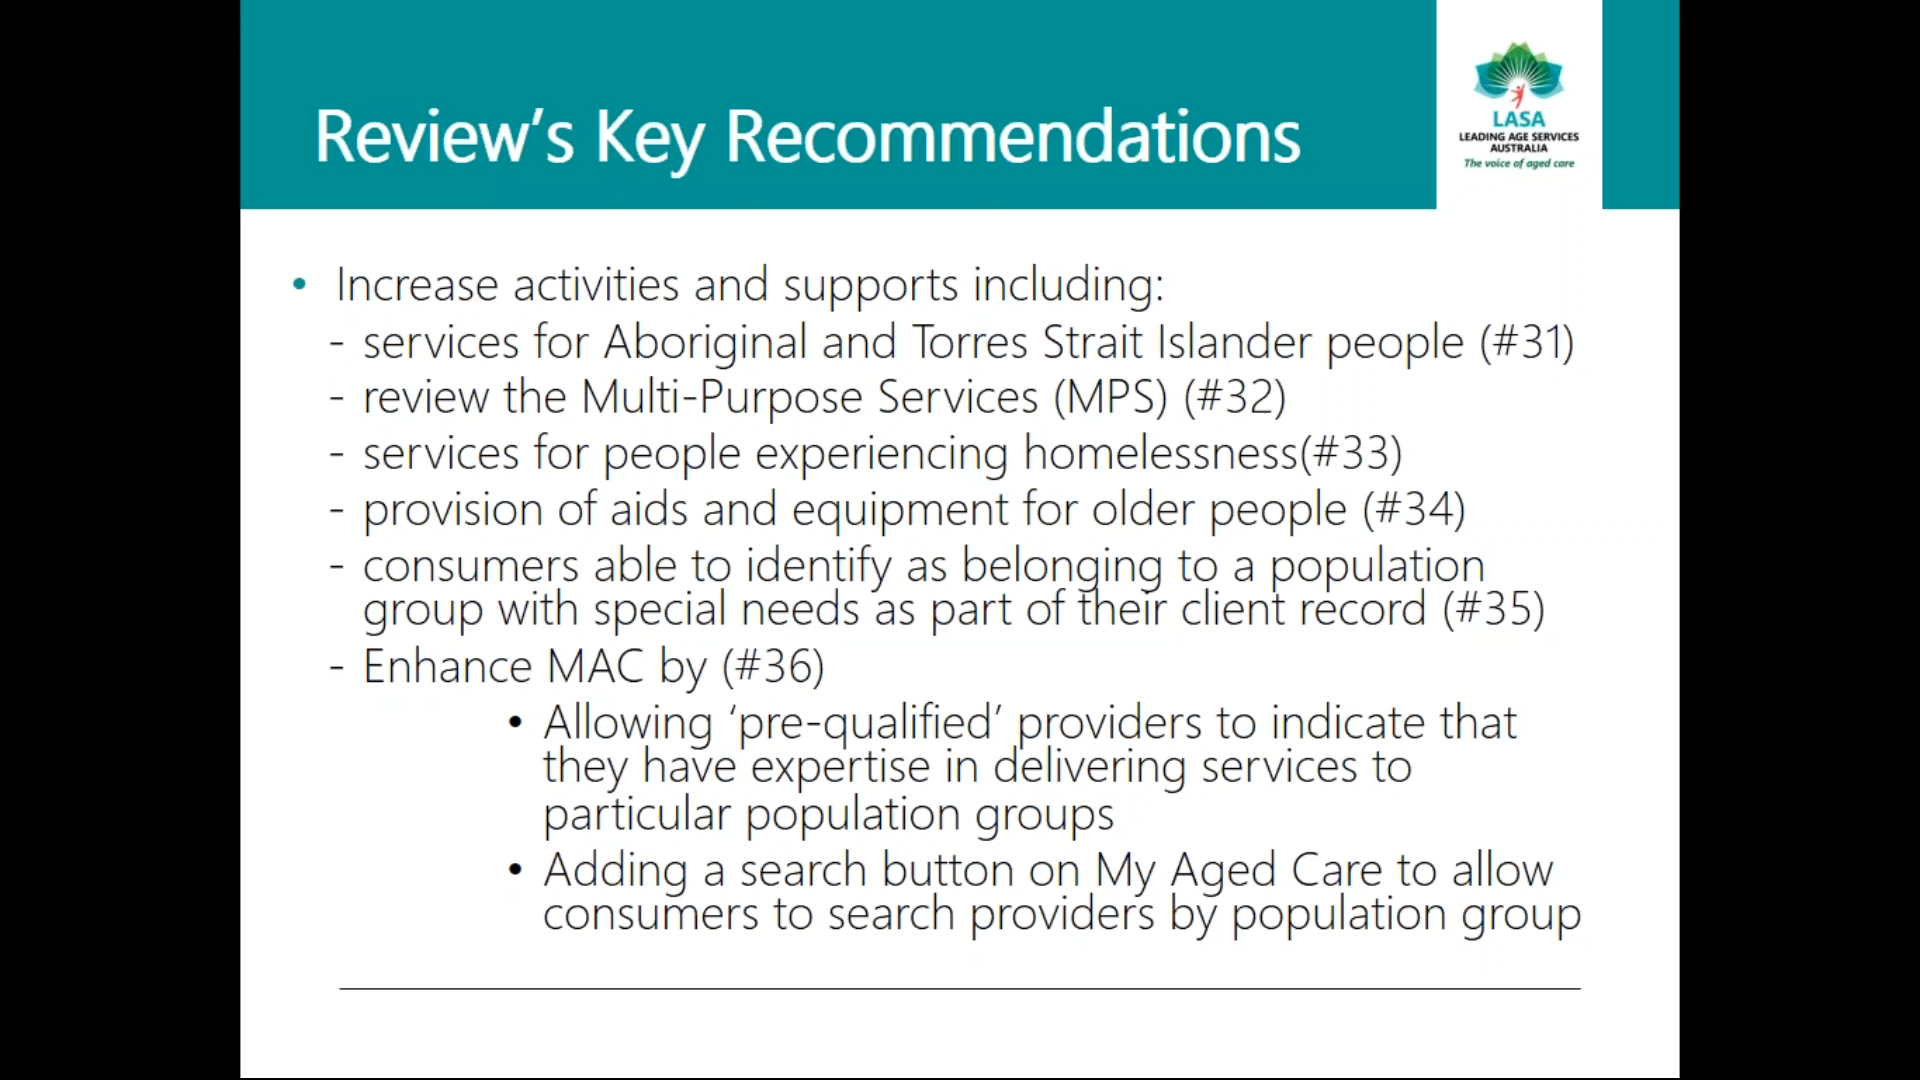 Review’s Key Recommendations
LASA
LEADING AGE SERVICES
AUSTRALIA
The voice of aged care
• Increase activities and supports including:
- services for Aboriginal and Torres Strait Islander people (#31)
- review the Multi-Purpose Services (MPS) (#32)
- services for people experiencing homelessness(#33)
- provision of aids and equipment for older people (#34)
- consumers able to identify as belonging to a population
group with special needs as part of their client record (#35)
- Enhance MAC by (#36)
• Allowing ‘pre-qualified’ providers to indicate that
they have expertise in delivering services to
particular population groups
• Adding a search button on My Aged Care to allow
consumers to search providers by population group